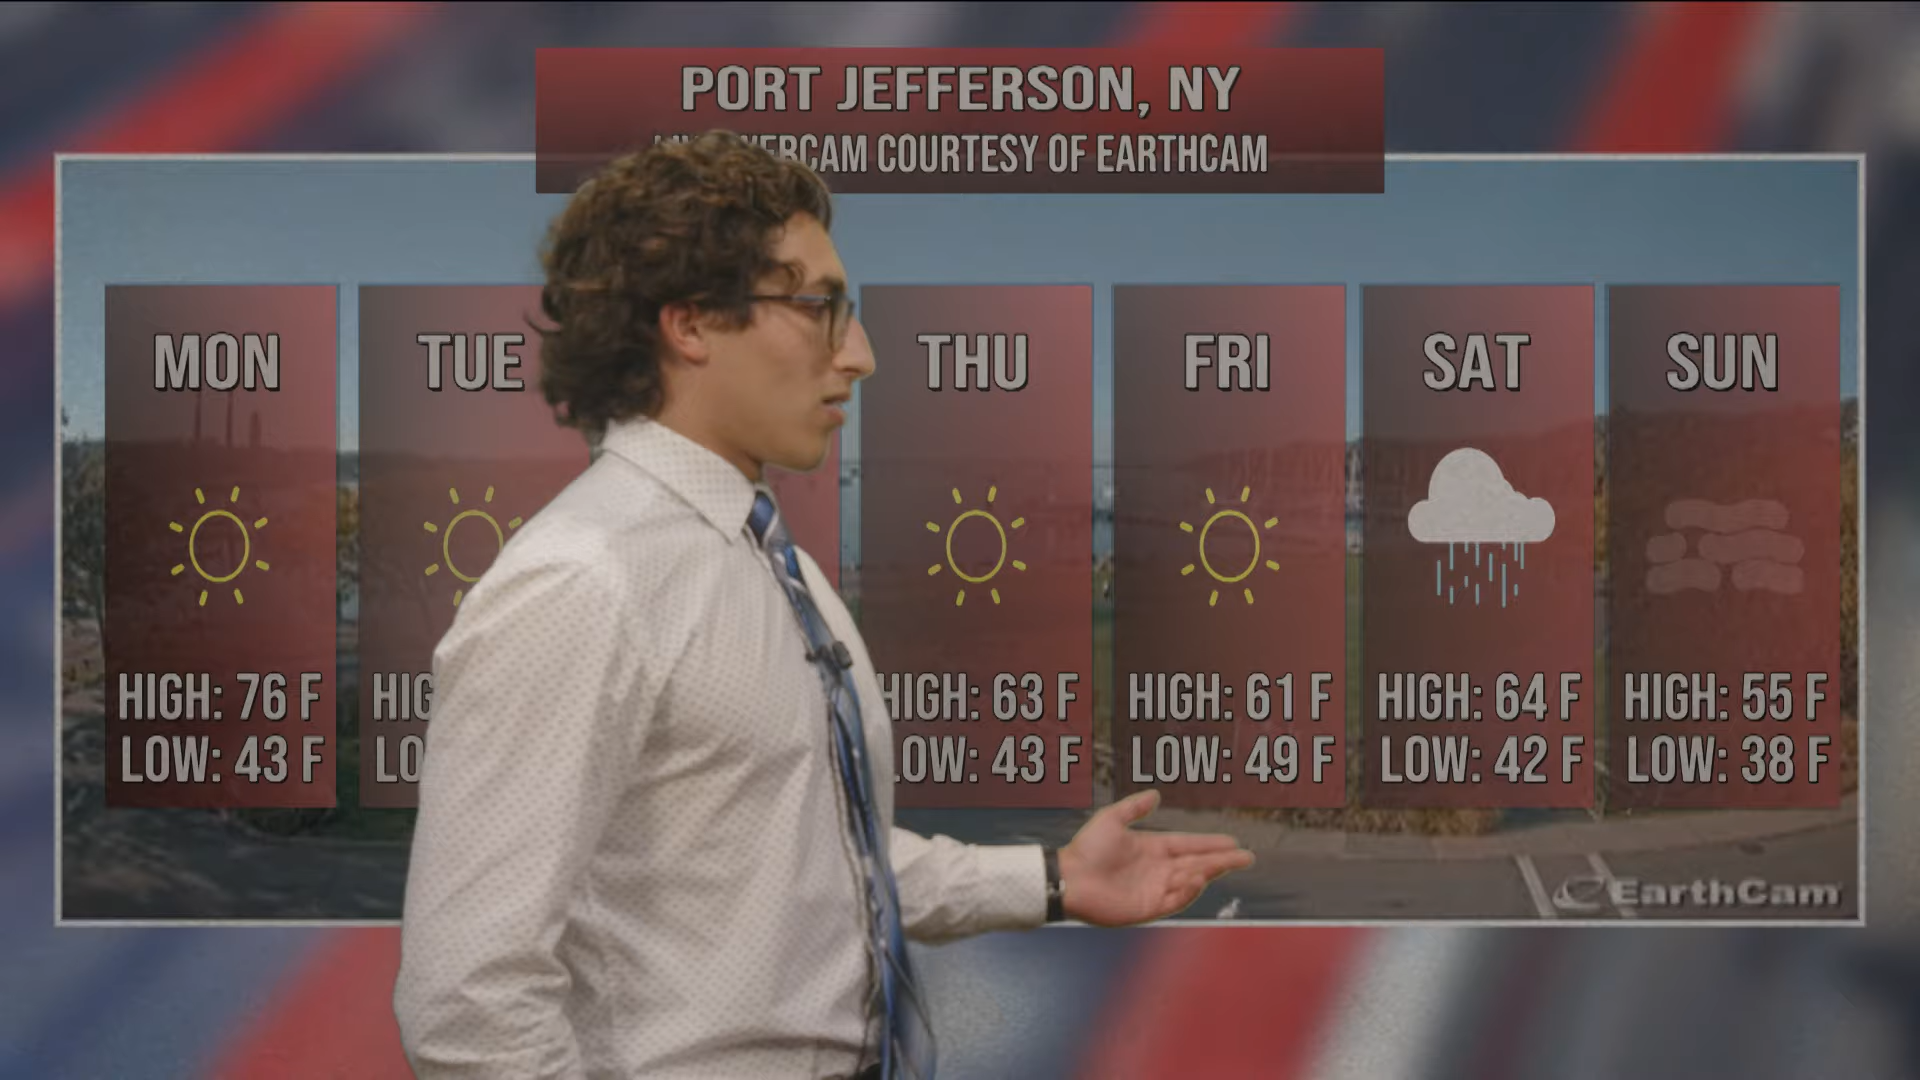 PORT JEFFERSON, NY
WEBCAM COURTESY OF EARTHCAM
MON
TUE
THU
FRI
SAT
SUN
HIGH: 76 F
LOW: 43 F
HIGH: 63 F
LOW: 43 F
HIGH: 61 F
LOW: 49 F
HIGH: 64 F
LOW: 42 F
HIGH: 55 F
LOW: 38 F
EarthCam